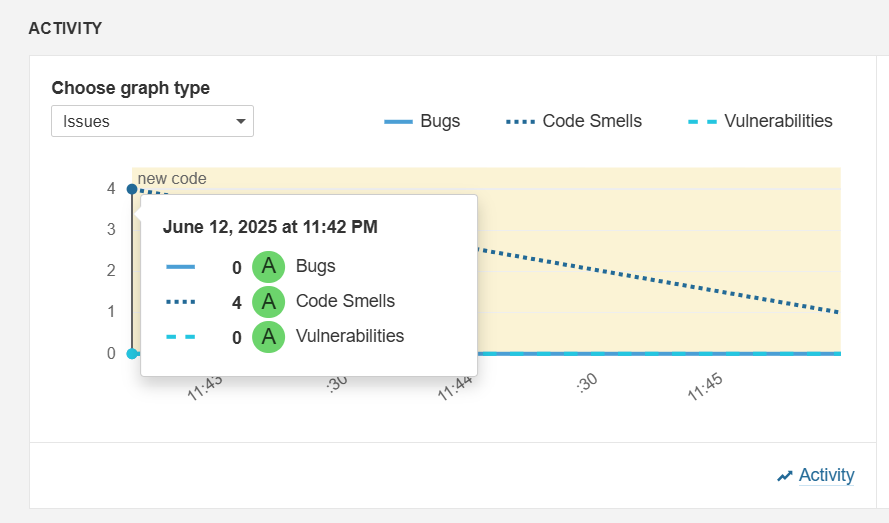 ACTIVITY
Choose graph type
Issues
Bugs
Code Smells
Vulnerabilities
new code
4
3
2
1
0
June 12, 2025 at 11:42 PM
0 A Bugs
4 A Code Smells
0 A Vulnerabilities
11:43
:30
11:44
:30
11:45
Activity